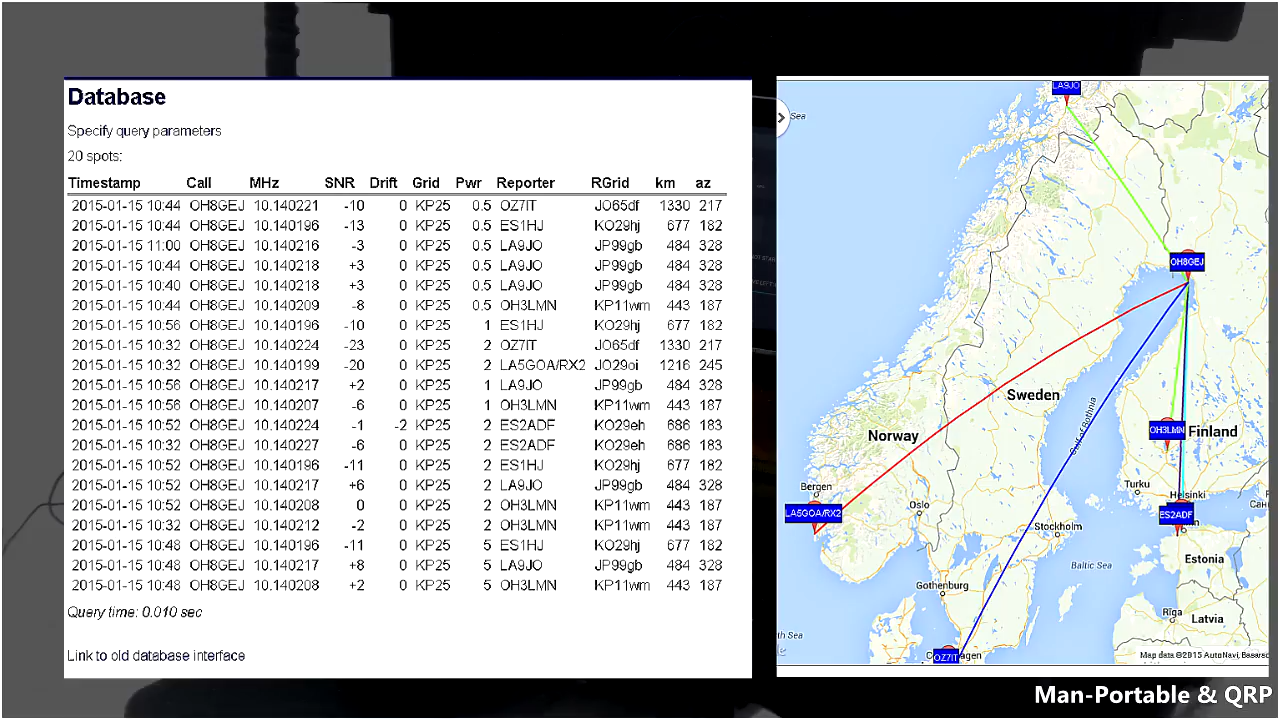 Database
Specify query parameters
20 spots:
Timestamp Call MHz SNR Drift Grid Pwr Reporter RGrid km az
2015-01-15 10:44 OH8GEJ 10.140221 -10 0 KP25 0.5 OZ7IT JO65df 1330 217
2015-01-15 10:44 OH8GEJ 10.140196 -13 0 KP25 0.5 ES1HJ KO29hj 677 182
2015-01-15 11:00 OH8GEJ 10.140216 -3 0 KP25 0.5 LA9JO JP99gb 484 328
2015-01-15 10:44 OH8GEJ 10.140218 +3 0 KP25 0.5 LA9JO JP99gb 484 328
2015-01-15 10:40 OH8GEJ 10.140218 +3 0 KP25 0.5 LA9JO JP99gb 484 328
2015-01-15 10:44 OH8GEJ 10.140209 -8 0 KP25 0.5 OH3LMN KP11wm 443 187
2015-01-15 10:56 OH8GEJ 10.140196 -10 0 KP25 1 ES1HJ KO29hj 677 182
2015-01-15 10:32 OH8GEJ 10.140224 -23 0 KP25 2 OZ7IT JO65df 1330 217
2015-01-15 10:32 OH8GEJ 10.140199 -20 0 KP25 2 LA5GOA/RX2 JO29oi 1216 245
2015-01-15 10:56 OH8GEJ 10.140217 +2 0 KP25 1 LA9JO JP99gb 484 328
2015-01-15 10:56 OH8GEJ 10.140207 -6 0 KP25 1 OH3LMN KP11wm 443 187
2015-01-15 10:52 OH8GEJ 10.140224 -1 -2 KP25 2 ES2ADF KO29eh 686 183
2015-01-15 10:32 OH8GEJ 10.140227 -6 0 KP25 2 ES2ADF KO29eh 686 183
2015-01-15 10:52 OH8GEJ 10.140196 -11 0 KP25 2 ES1HJ KO29hj 677 182
2015-01-15 10:52 OH8GEJ 10.140217 +6 0 KP25 2 LA9JO JP99gb 484 328
2015-01-15 10:52 OH8GEJ 10.140208 0 0 KP25 2 OH3LMN KP11wm 443 187
2015-01-15 10:32 OH8GEJ 10.140212 -2 0 KP25 2 OH3LMN KP11wm 443 187
2015-01-15 10:48 OH8GEJ 10.140196 -11 0 KP25 5 ES1HJ KO29hj 677 182
2015-01-15 10:48 OH8GEJ 10.140217 +8 0 KP25 5 LA9JO JP99gb 484 328
2015-01-15 10:48 OH8GEJ 10.140208 +2 0 KP25 5 OH3LMN KP11wm 443 187
Query time: 0.010 sec
Link to old database interface
LA9JO
Sea
OH8GEJ
Sweden
Gulf of Bothnia
Norway
OH3LMN Finland
Bergen
Turku
Helsinki
LA5GOA/RX2
Oslo
ES2ADF
Stockholm
Estonia
Baltic Sea
Gothenburg
Rīga
Latvia
th Sea
OZ7IT
Map data ©2015 AutoNavi, Basarso
Man-Portable & QRP